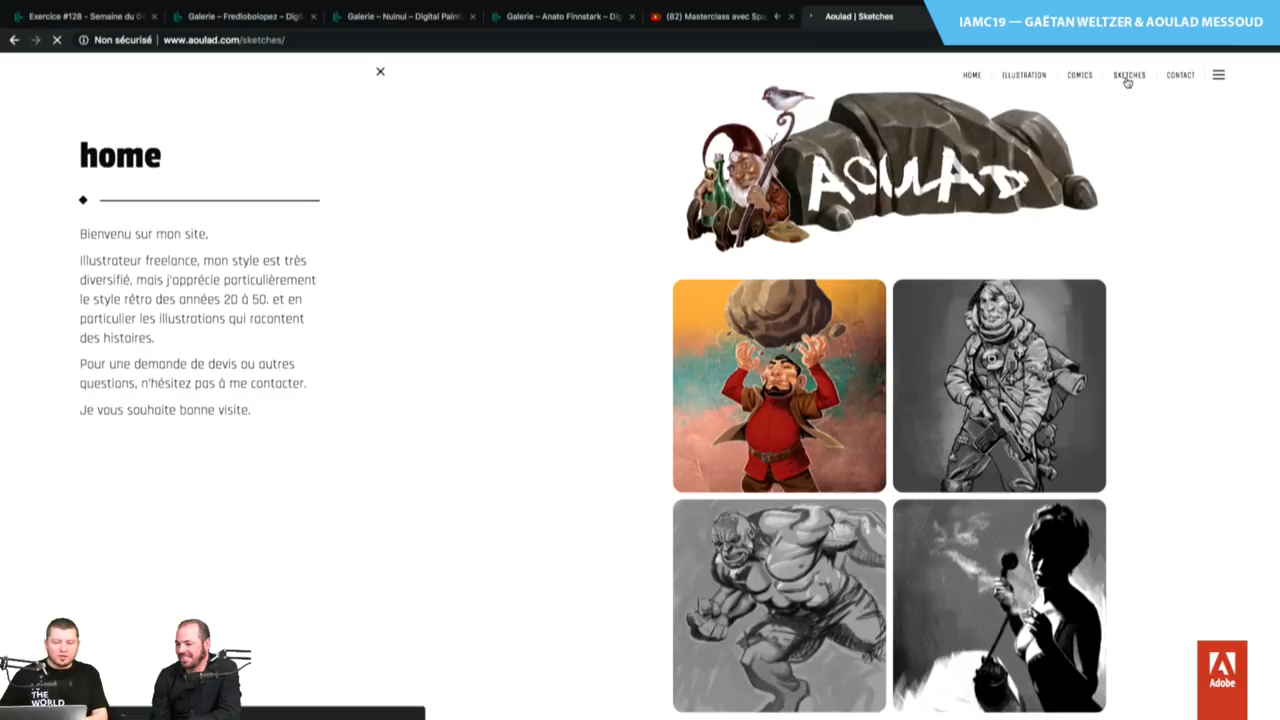 Exercice #128 - Semaine du 0
Galerie – Frediobolopez – Digi
Galerie – Nuinui – Digital Paint
Galerie – Anato Finnstark – Dig
(82) Masterclass avec Spa
Aoulad | Sketches
IAMC19 — GAËTAN WELTZER & AOULAD MESSOUD
Non sécurisé | www.aoulad.com/sketches/
HOME
ILLUSTRATION
COMICS
SKETCHES
CONTACT
AOULAD
home
Bienvenu sur mon site,
Illustrateur freelance, mon style est très
diversifié, mais j'apprécie particulièrement
le style rétro des années 20 à 50. et en
particulier les illustrations qui racontent
des histoires.
Pour une demande de devis ou autres
questions, n'hésitez pas à me contacter.
Je vous souhaite bonne visite.
THE
WORLD
Adobe